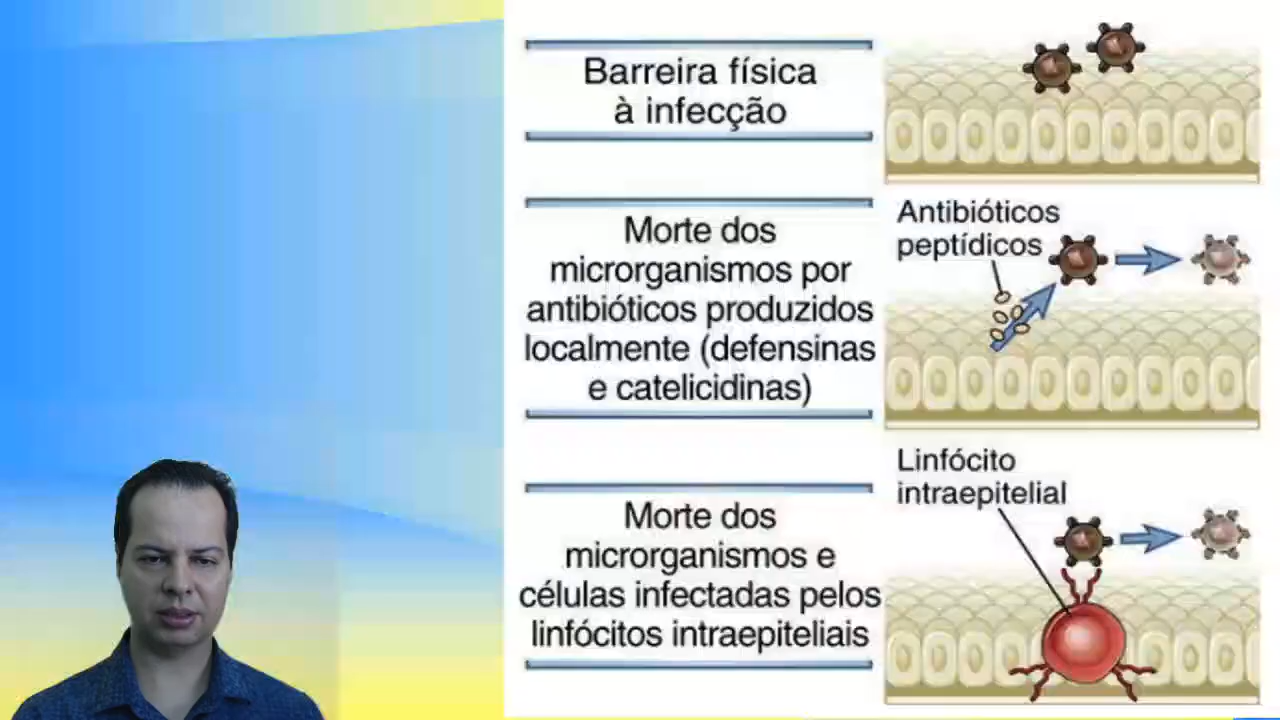 Barreira física
à infecção
Antibióticos
peptídicos
Morte dos
microrganismos por
antibióticos produzidos
localmente (defensinas
e catelicidinas)
Linfócito
intraepitelial
Morte dos
microrganismos e
células infectadas pelos
linfócitos intraepiteliais